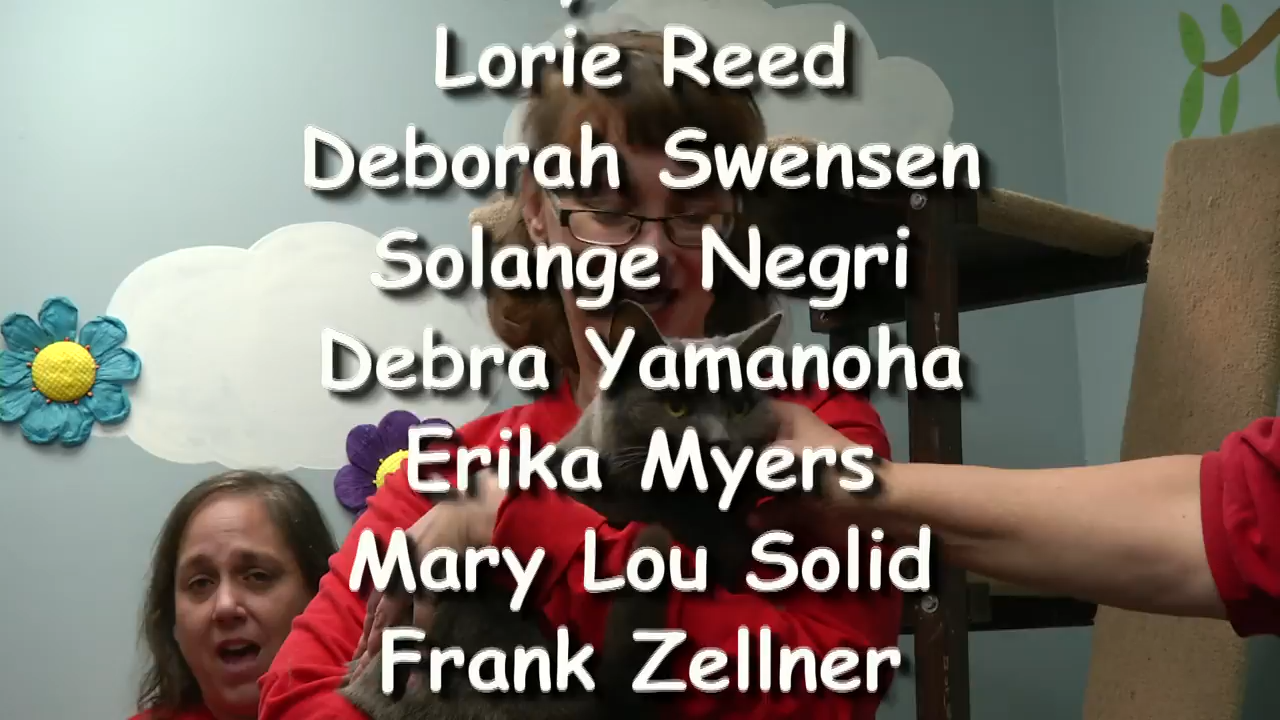 Lorie Reed
Deborah Swensen
Solange Negri
Debra Yamanoha
Erika Myers
Mary Lou Solid
Frank Zellner